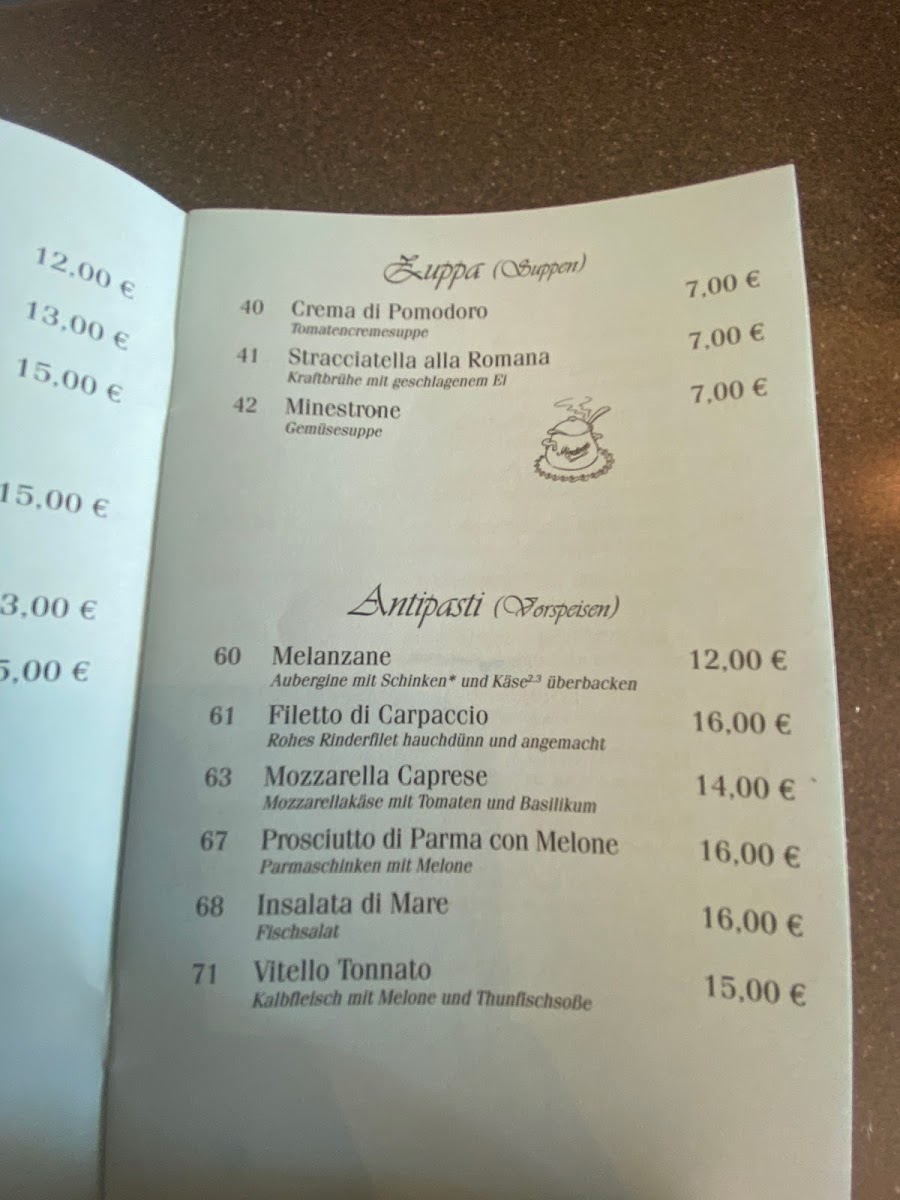 12.00 €
13,00 €
15,00 €
15,00 €
3,00 €
5,00 €
Zuppa (Suppen)
40 Crema di Pomodoro 7,00 €
Tomatencremesuppe
41 Stracciatella alla Romana 7,00 €
Kraftbrühe mit geschlagenem EI
42 Minestrone 7,00 €
Gemüsesuppe
Antipasti (Vorspeisen)
60 Melanzane 12,00 €
Aubergine mit Schinken* und Käse2.3 überbacken
61 Filetto di Carpaccio 16,00 €
Rohes Rinderfilet hauchdünn und angemacht
63 Mozzarella Caprese 14,00 €
Mozzarellakäse mit Tomaten und Basilikum
67 Prosciutto di Parma con Melone 16,00 €
Parmaschinken mit Melone
68 Insalata di Mare 16,00 €
Fischsalat
71 Vitello Tonnato 15,00 €
Kalbfleisch mit Melone und Thunfischsoße